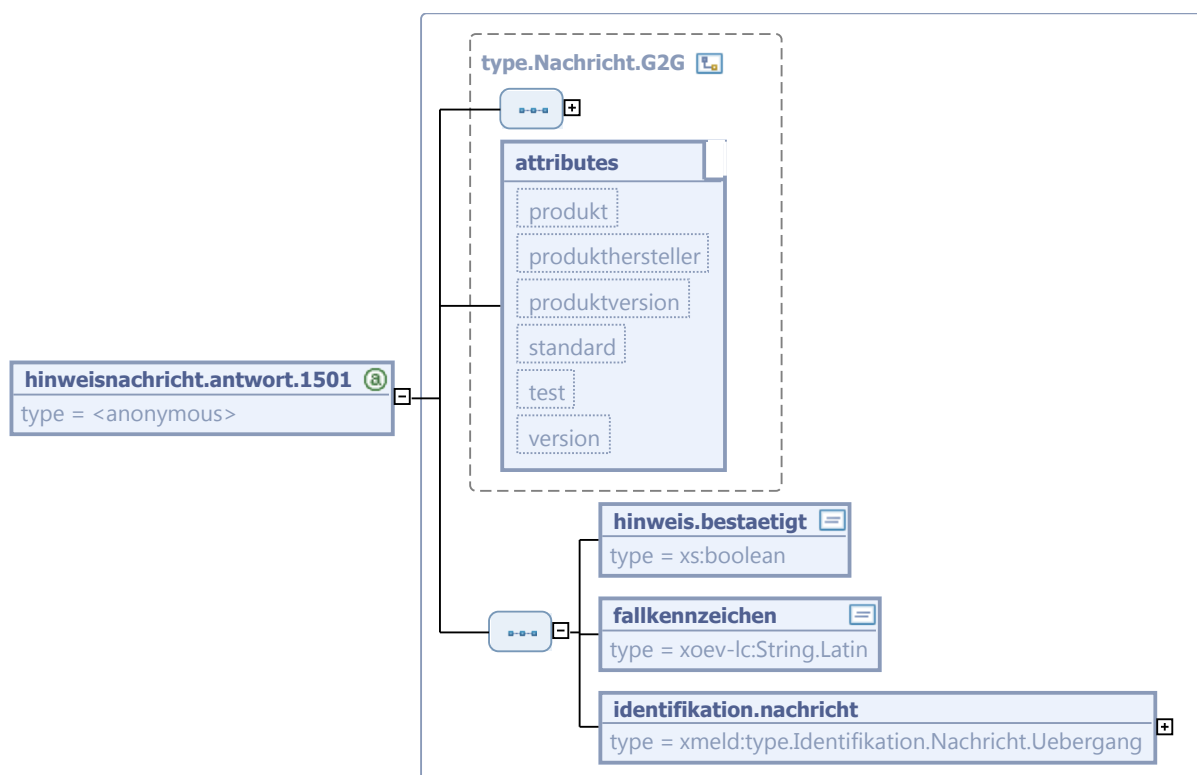 type.Nachricht.G2G
attributes
produkt
produkthersteller
produktversion
standard
test
version
hinweisnachricht.antwort.1501
type = <anonymous>
hinweis.bestaetigt
type = xs:boolean
fallkennzeichen
type = xoev-lc:String.Latin
identifikation.nachricht
type = xmeld:type.Identifikation.Nachricht.Uebergang